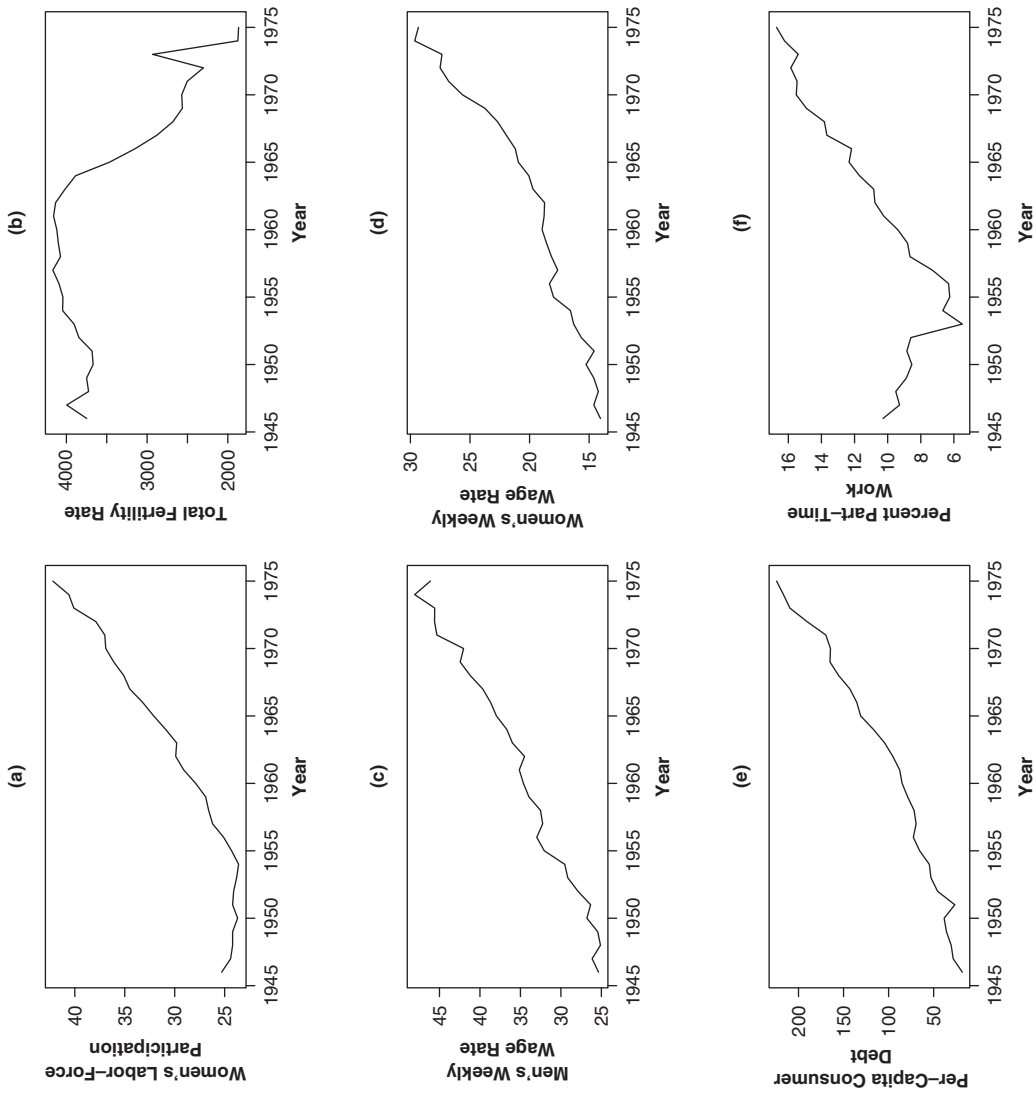 (a)
Women's Labor–Force
Participation
40
35
30
25
1945 1950 1955 1960 1965 1970 1975
Year
(b)
Total Fertility Rate
4000
3000
2000
1945 1950 1955 1960 1965 1970 1975
Year
(c)
Men's Weekly
Wage Rate
45
40
35
30
25
1945 1950 1955 1960 1965 1970 1975
Year
(d)
Women's Weekly
Wage Rate
30
25
20
15
1945 1950 1955 1960 1965 1970 1975
Year
(e)
Per–Capita Consumer
Debt
200
150
100
50
1945 1950 1955 1960 1965 1970 1975
Year
(f)
Percent Part–Time
Work
16
14
12
10
8
6
1945 1950 1955 1960 1965 1970 1975
Year